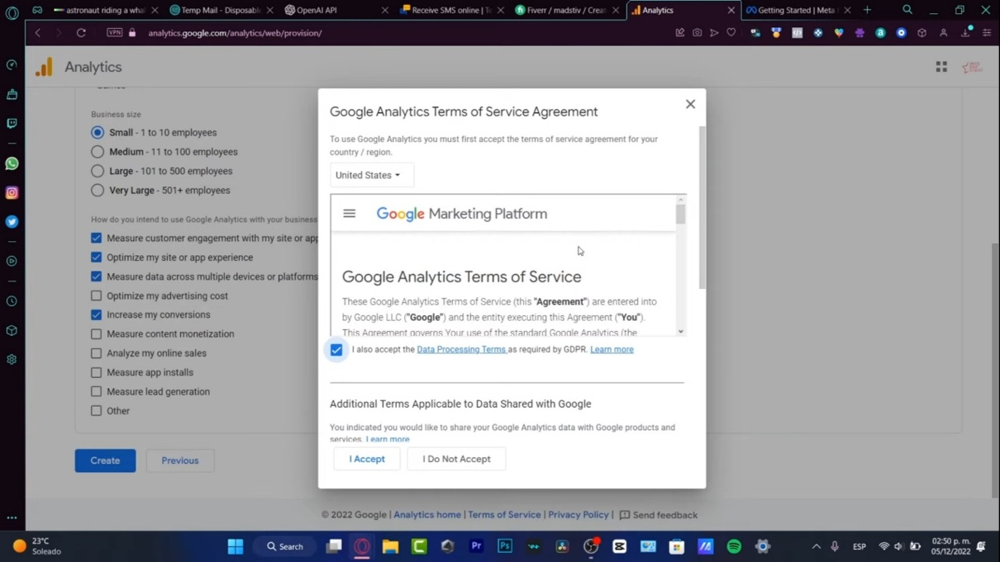 astronaut riding a wha
Temp Mail - Disposabl
OpenAI API
Receive SMS online | Te
Fiverr / madstiv / Creat
Analytics
Getting Started | Meta
VPN
analytics.google.com/analytics/web/provision/
Analytics
Business size
Small - 1 to 10 employees
Medium - 11 to 100 employees
Large - 101 to 500 employees
Very Large - 501+ employees
How do you intend to use Google Analytics with your business
Measure customer engagement with my site or app
Optimize my site or app experience
Measure data across multiple devices or platforms
Optimize my advertising cost
Increase my conversions
Measure content monetization
Analyze my online sales
Measure app installs
Measure lead generation
Other
Create
Previous
Google Analytics Terms of Service Agreement
To use Google Analytics you must first accept the terms of service agreement for your
country / region.
United States
Google Marketing Platform
Google Analytics Terms of Service
These Google Analytics Terms of Service (this "Agreement") are entered into
by Google LLC ("Google") and the entity executing this Agreement ("You").
This Agreement governs Your use of the standard Google Analytics (the
I also accept the Data Processing Terms as required by GDPR. Learn more
Additional Terms Applicable to Data Shared with Google
You indicated you would like to share your Google Analytics data with Google products and
services. Learn more
I Accept
I Do Not Accept
© 2022 Google | Analytics home | Terms of Service | Privacy Policy | Send feedback
23°C
Soleado
Search
Pr
Ps
ESP
02:50 p. m.
05/12/2022